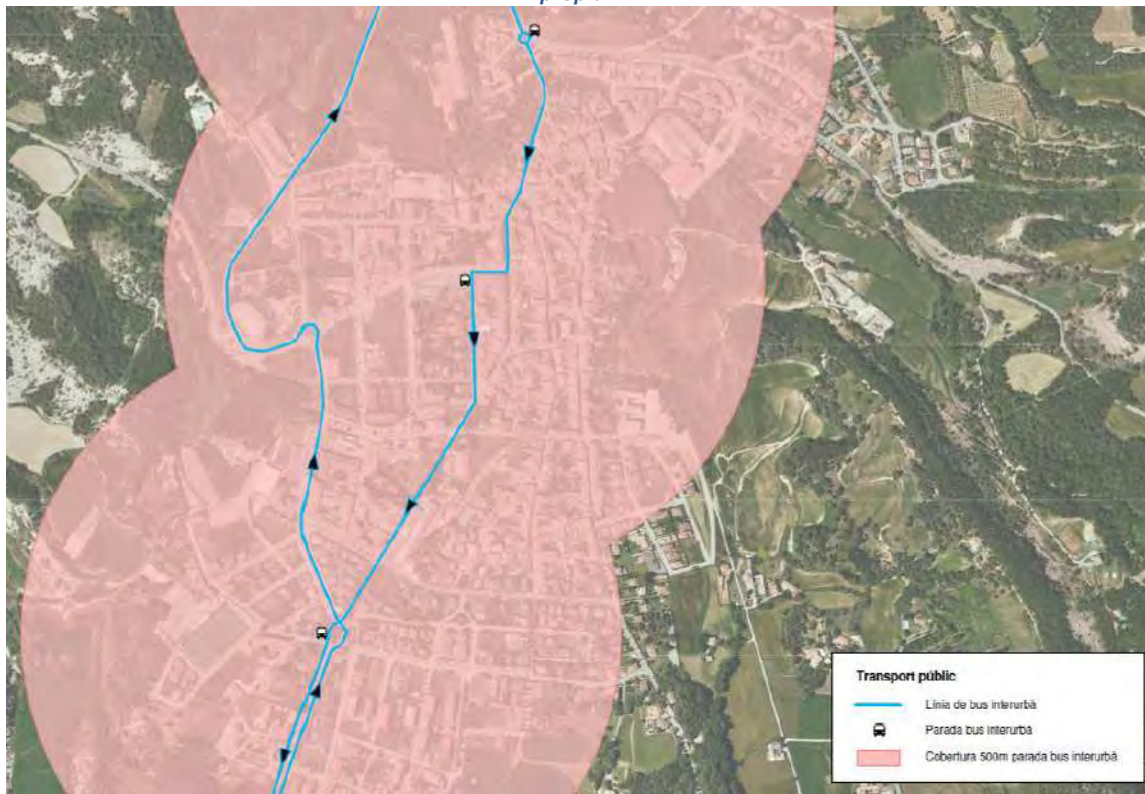 Transport públic
Línia de bus interurbà
Parada bus interurbà
Cobertura 500m parada bus interurbà